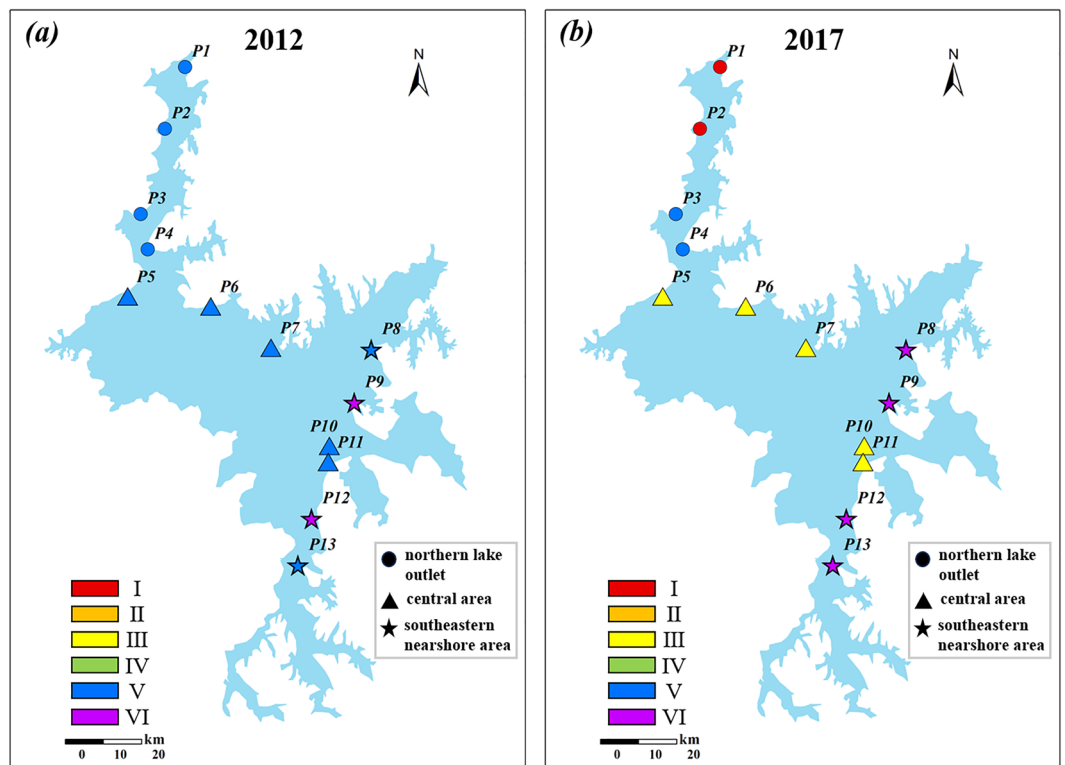 (a)
2012
N
P1
P2
P3
P4
P5
P6
P7
P8
P9
P10
P11
P12
P13
northern lake
outlet
central area
southeastern
nearshore area
I
II
III
IV
V
VI
km
0 10 20
(b)
2017
N
P1
P2
P3
P4
P5
P6
P7
P8
P9
P10
P11
P12
P13
northern lake
outlet
central area
southeastern
nearshore area
I
II
III
IV
V
VI
km
0 10 20